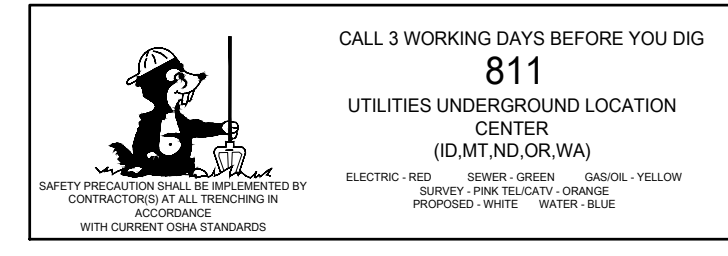 SAFETY PRECAUTION SHALL BE IMPLEMENTED BY
CONTRACTOR(S) AT ALL TRENCHING IN
ACCORDANCE
WITH CURRENT OSHA STANDARDS
CALL 3 WORKING DAYS BEFORE YOU DIG
811
UTILITIES UNDERGROUND LOCATION
CENTER
(ID,MT,ND,OR,WA)
ELECTRIC - RED SEWER - GREEN GAS/OIL - YELLOW
SURVEY - PINK TEL/CATV - ORANGE
PROPOSED - WHITE WATER - BLUE